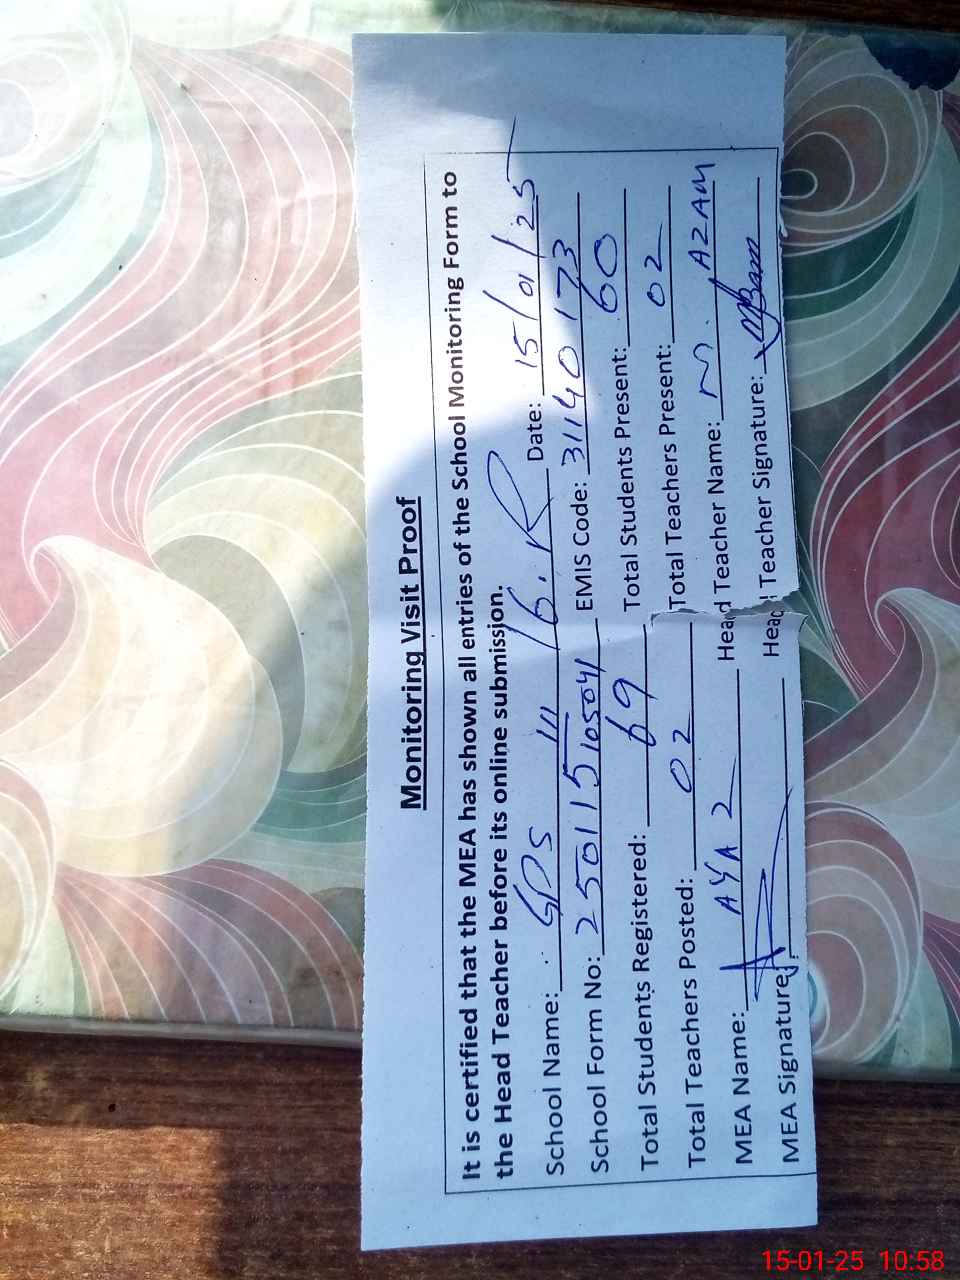 Monitoring Visit Proof
It is certified that the MEA has shown all entries of the School Monitoring Form to
the Head Teacher before its online submission.
School Name: GPS 111 16.R Date: 15/01/25
School Form No: 250115105041 EMIS Code: 31140173
Total Students Registered: 69 Total Students Present: 60
Total Teachers Posted: 02 Total Teachers Present: 02
MEA Name: AYAZ Head Teacher Name: M. AZAM
MEA Signature: Head Teacher Signature:
15-01-25 10:58